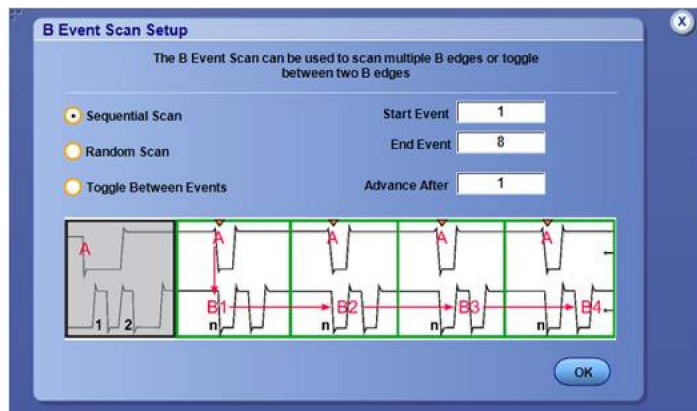 B Event Scan Setup
X
The B Event Scan can be used to scan multiple B edges or toggle
between two B edges
Sequential Scan
Random Scan
Toggle Between Events
Start Event 1
End Event 8
Advance After 1
A A A A A
B1 B2 B3 B4
1 2 n n n n
OK